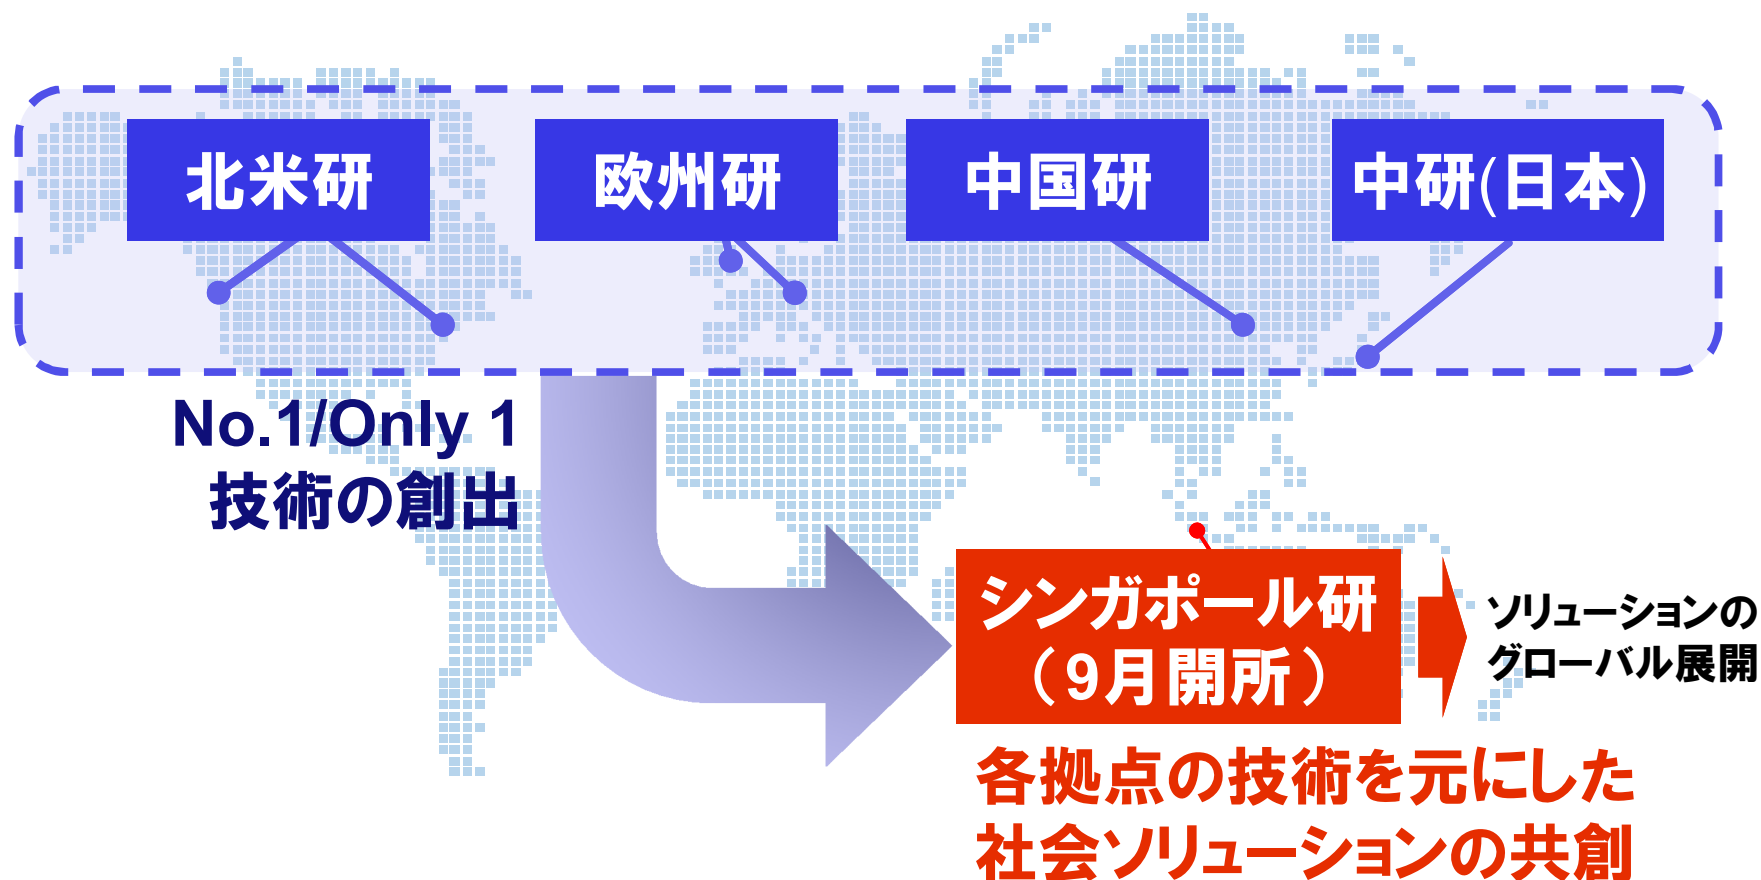 北米研
欧州研
中国研
中研(日本)
No.1/Only 1
技術の創出
シンガポール研
（9月開所）
ソリューションの
グローバル展開
各拠点の技術を元にした
社会ソリューションの共創